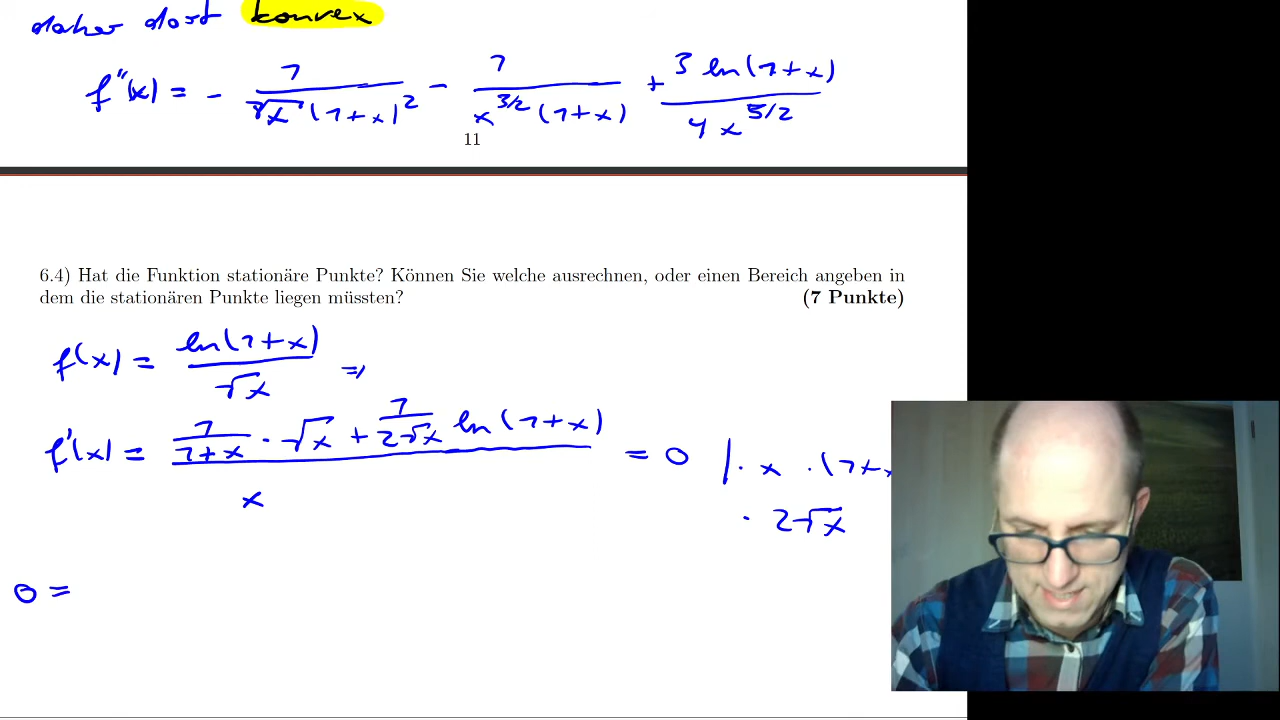 daher dort konvex
f''(x) = - 1/(√x (1+x)^2) - 1/(x^{3/2} (1+x)) + 3 ln(1+x)/(4 x^{5/2})
11
6.4) Hat die Funktion stationäre Punkte? Können Sie welche ausrechnen, oder einen Bereich angeben in
dem die stationären Punkte liegen müssten? (7 Punkte)
f(x) = ln(1+x)/√x ⇒
f'(x) = (1/(1+x) · √x + 1/(2√x) ln(1+x))/x = 0 | · x · (1+x
· 2√x
0 =